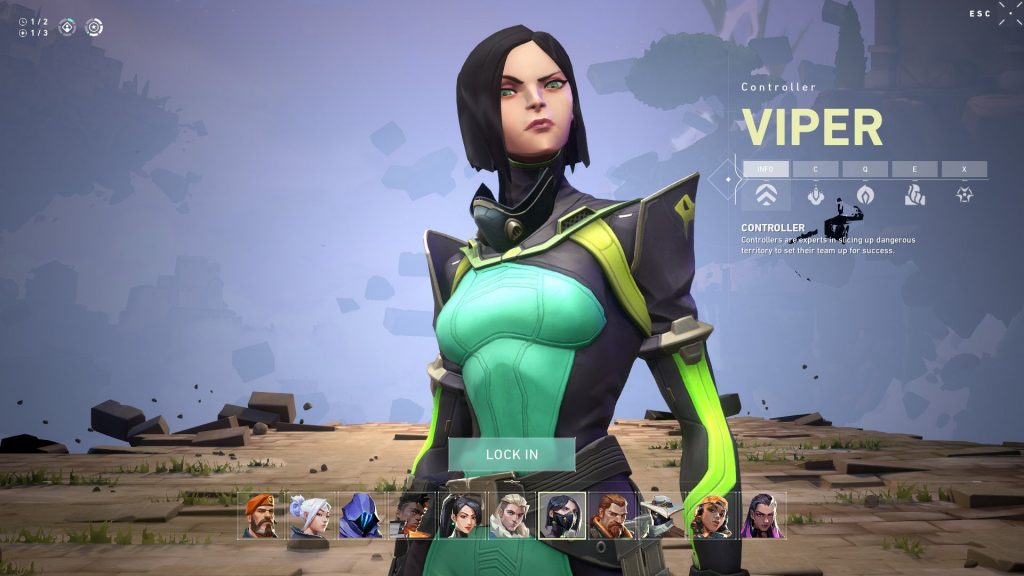 1/2
1/3
ESC
Controller
VIPER
INFO C Q E X
CONTROLLER
Controllers are experts in slicing up dangerous
territory to set their team up for success.
LOCK IN